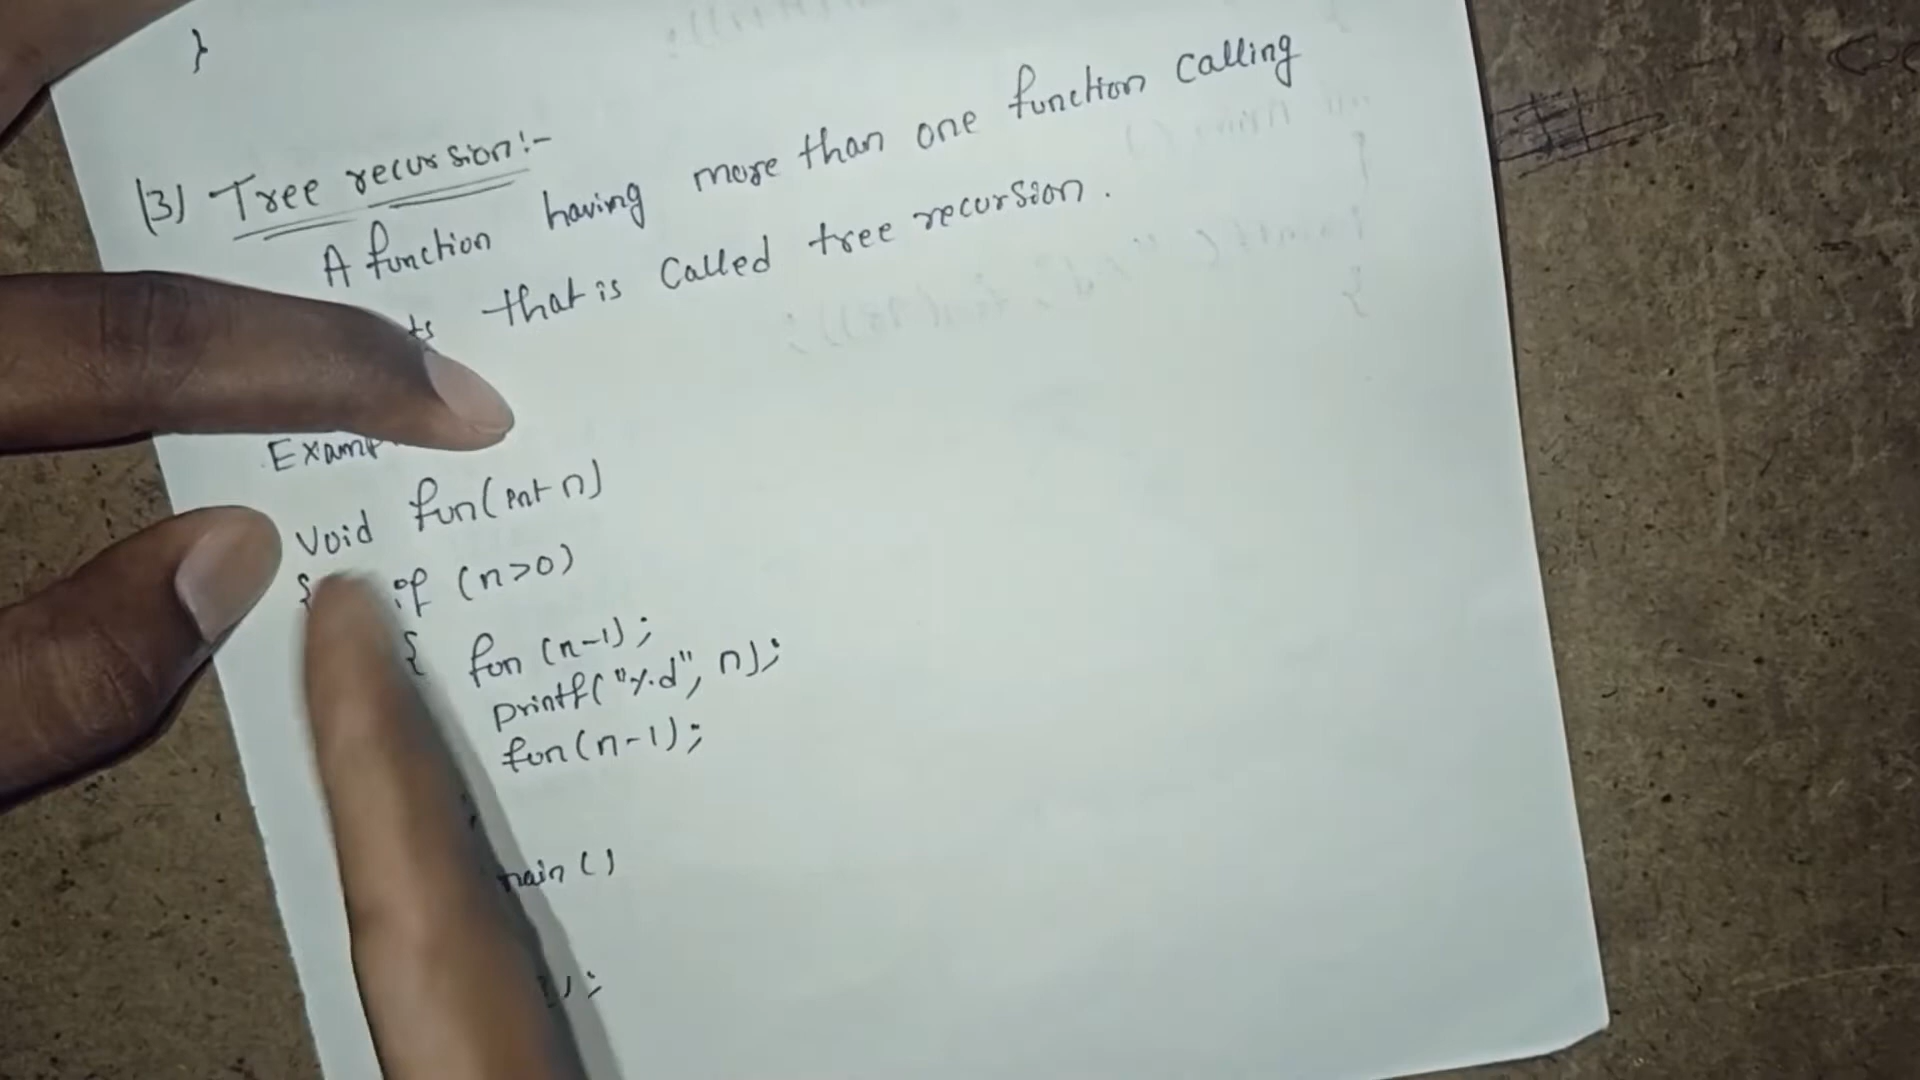 }
(3) Tree recursion:-
A function having more than one function calling
that is called tree recursion.
void fun(int n)
{ if (n>0)
{ fun (n-1);
printf("%d", n);
fun(n-1);
main ()
);